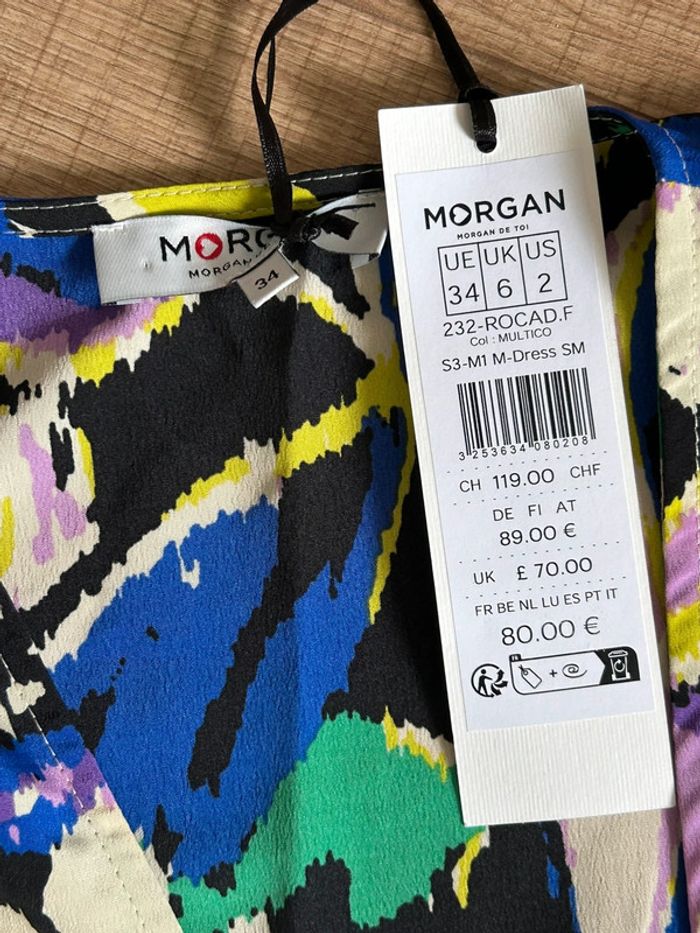 MORG
MORGAN
34
MORGAN
MORGAN DE TOI
UE UK US
34 6 2
232-ROCAD.F
Col : MULTICO
S3-M1 M-Dress SM
3 253634 080208
CH 119.00 CHF
DE FI AT
89.00 €
UK £ 70.00
FR BE NL LU ES PT IT
80.00 €
FR
+